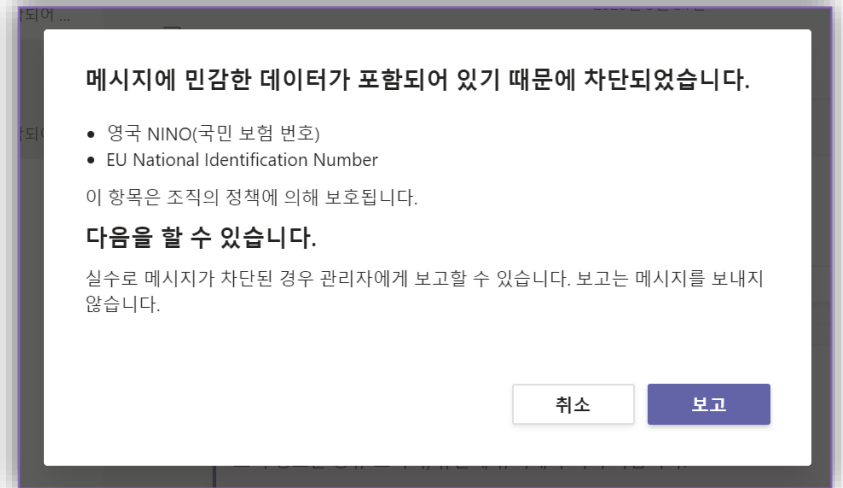 되어 ...
메시지에 민감한 데이터가 포함되어 있기 때문에 차단되었습니다.
• 영국 NINO(국민 보험 번호)
• EU National Identification Number
이 항목은 조직의 정책에 의해 보호됩니다.
다음을 할 수 있습니다.
실수로 메시지가 차단된 경우 관리자에게 보고할 수 있습니다. 보고는 메시지를 보내지
않습니다.
취소
보고